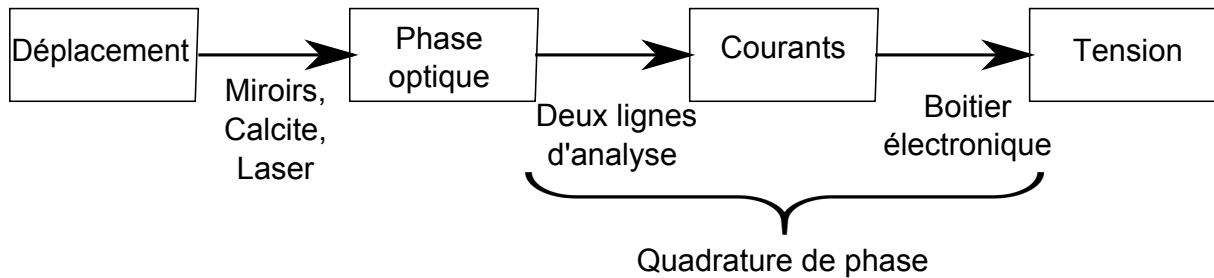 Déplacement
Phase
optique
Courants
Tension
Miroirs,
Calcite,
Laser
Deux lignes
d'analyse
Boitier
électronique
Quadrature de phase